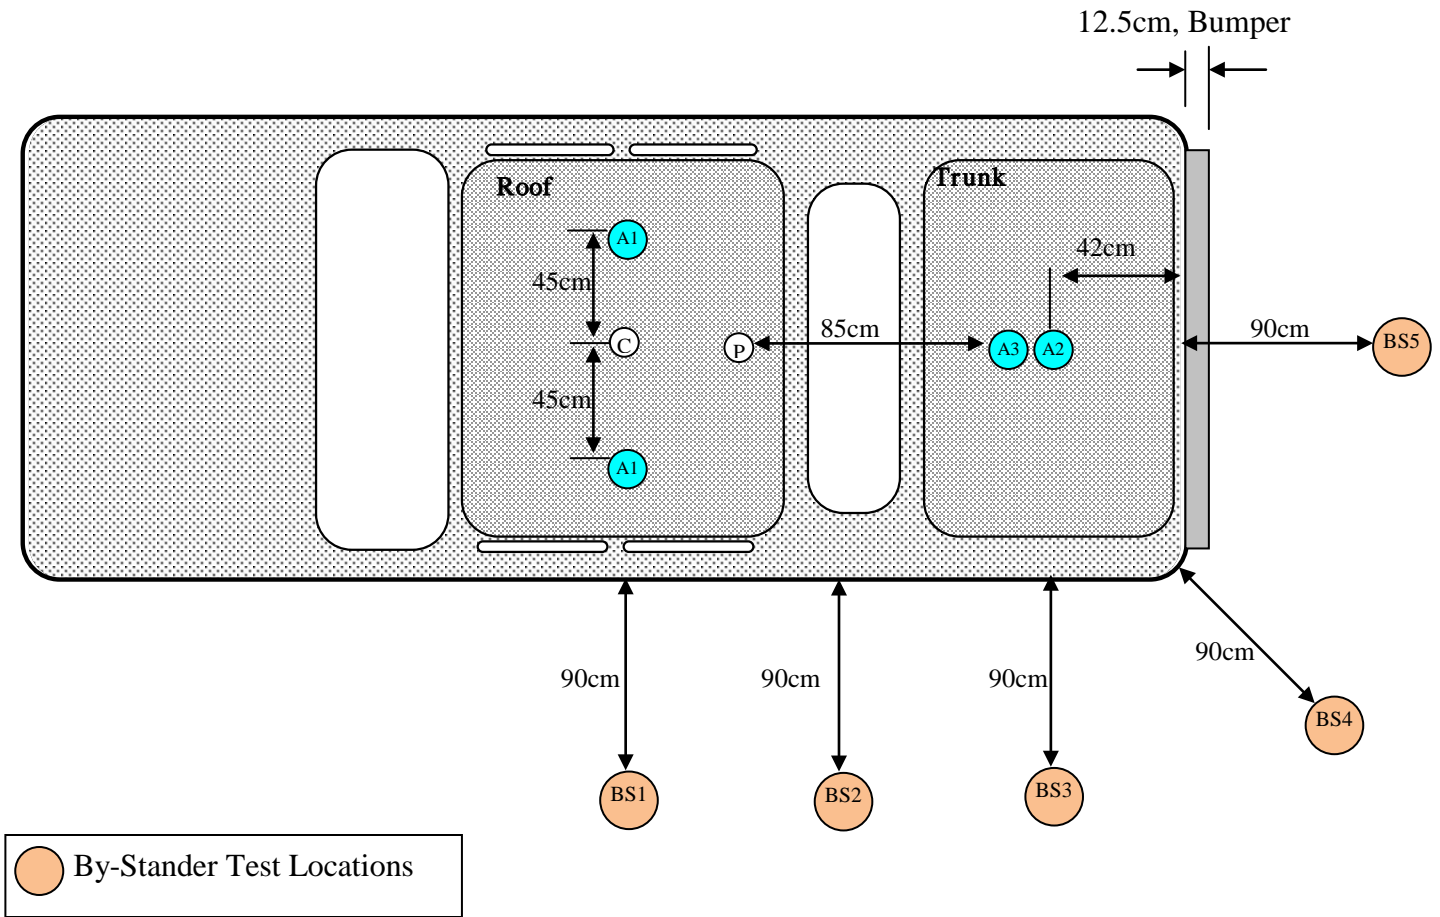 12.5cm, Bumper
Roof
Trunk
A1
42cm
45cm
C
P
85cm
A3
A2
90cm
BS5
45cm
A1
90cm
90cm
90cm
90cm
BS4
BS1
BS2
BS3
By-Stander Test Locations